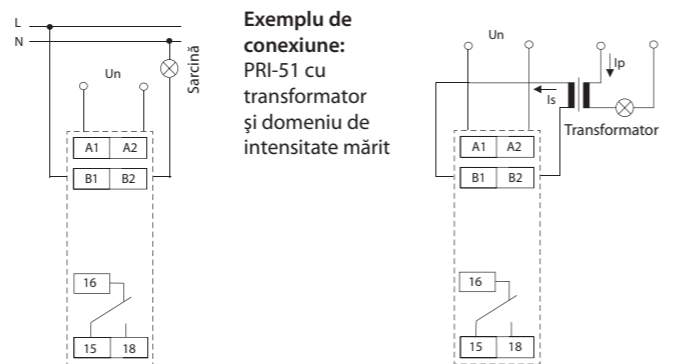 L
N
Un
Sarcină
A1 A2
B1 B2
16
15 18
Exemplu de
conexiune:
PRI-51 cu
transformator
şi domeniu de
intensitate mărit
Un
Ip
Is
Transformator
A1 A2
B1 B2
16
15 18